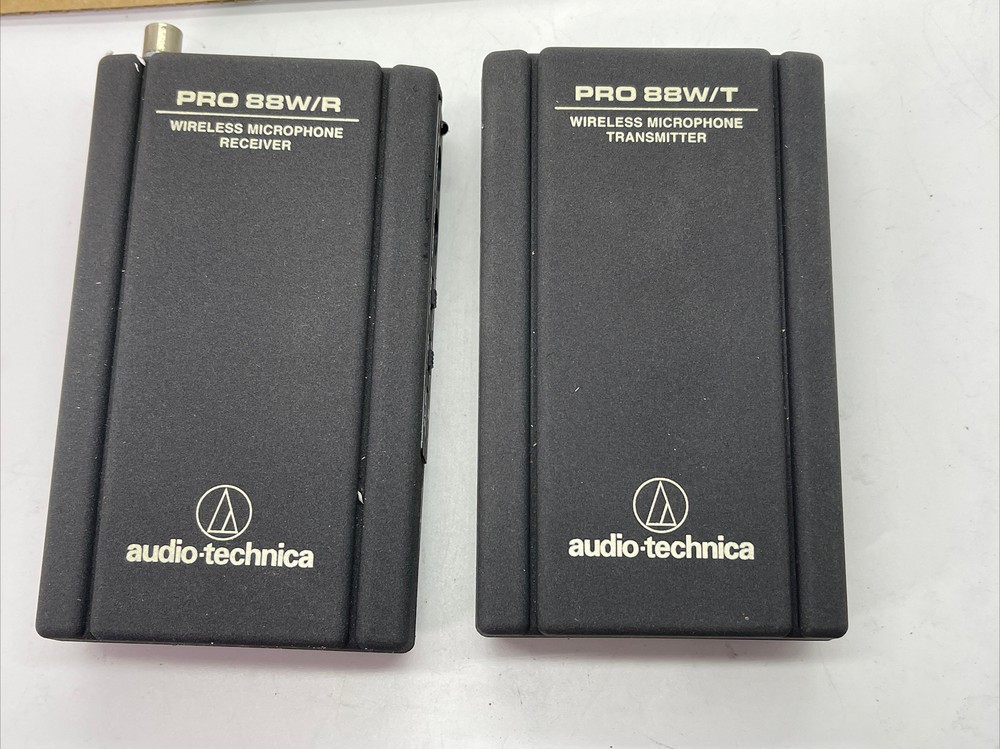 PRO 88W/R
WIRELESS MICROPHONE
RECEIVER
audio-technica
PRO 88W/T
WIRELESS MICROPHONE
TRANSMITTER
audio-technica